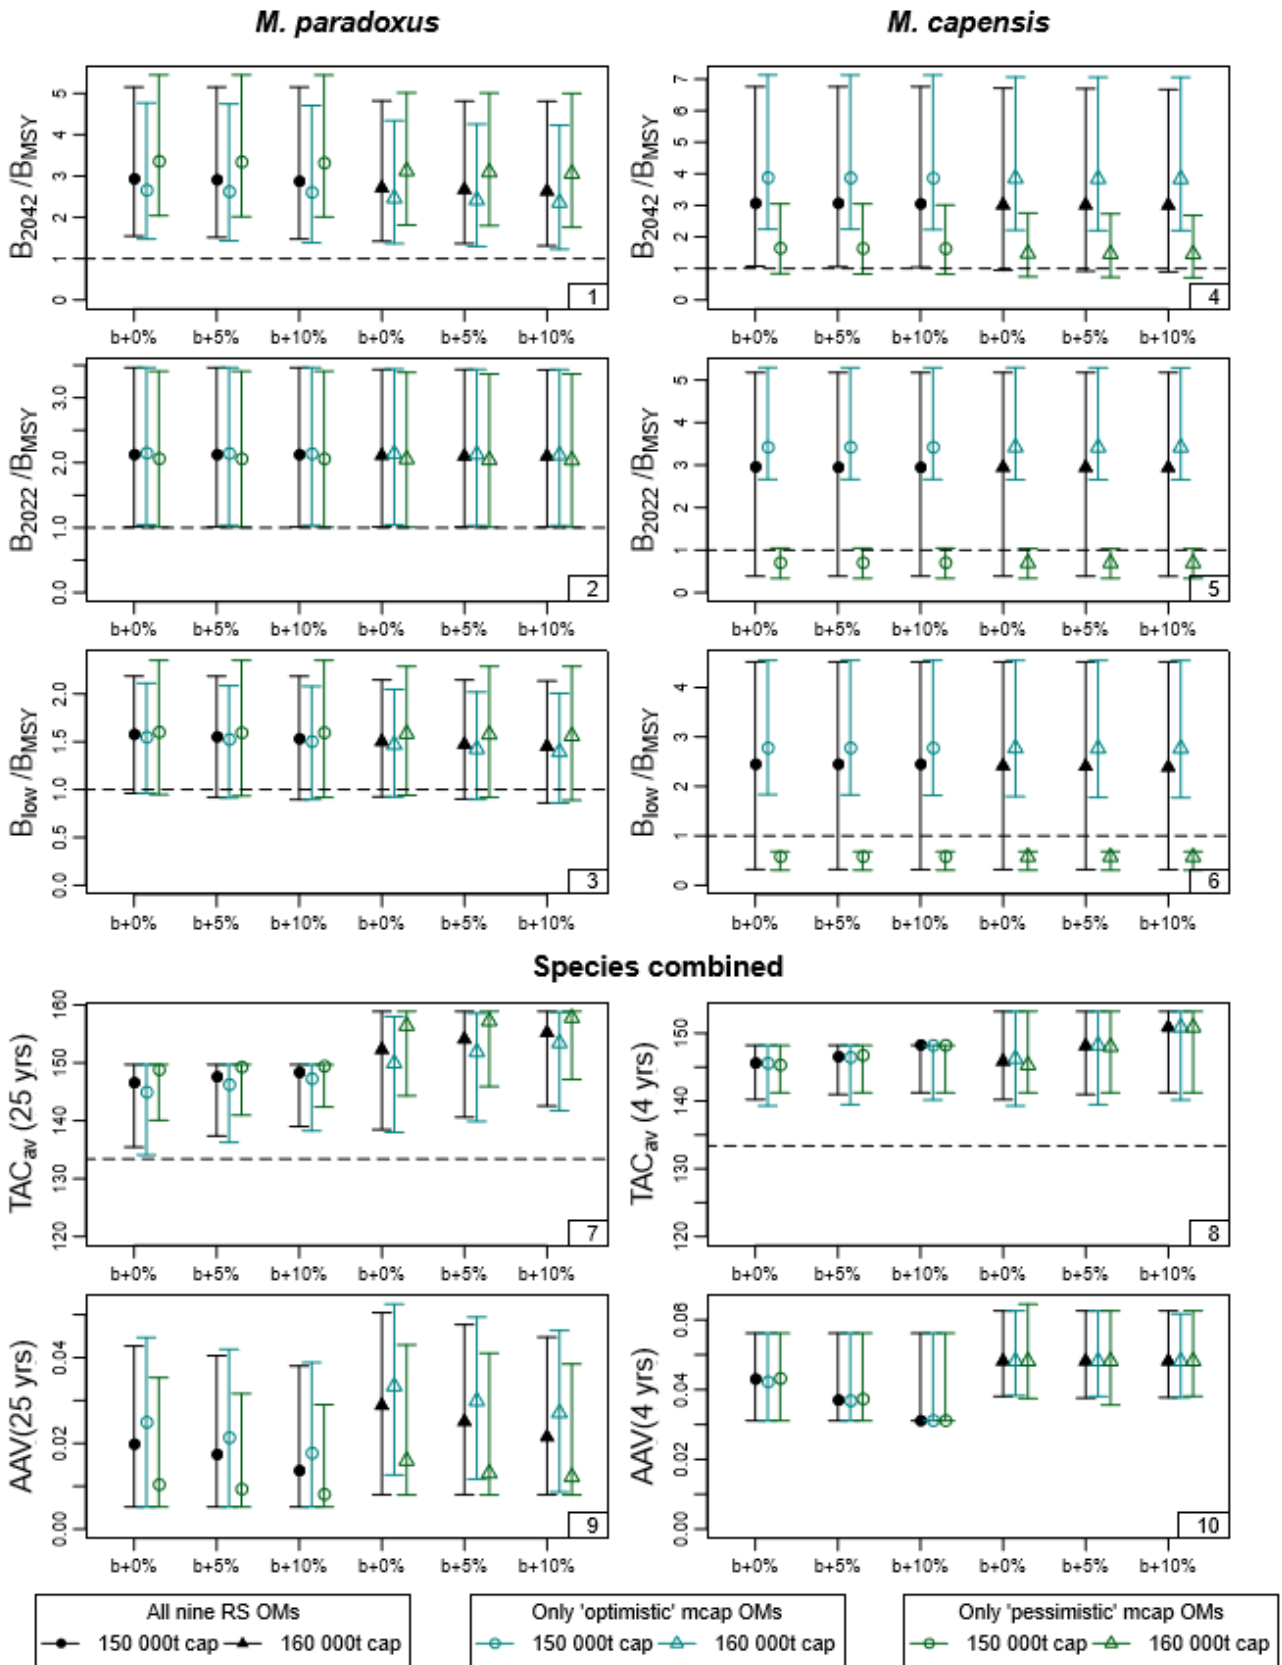 M. paradoxus
M. capensis
B2042 /BMSY
0 1 2 3 4 5
1
b+0% b+5% b+10% b+0% b+5% b+10%
B2042 /BMSY
0 1 2 3 4 5 6 7
4
b+0% b+5% b+10% b+0% b+5% b+10%
B2022 /BMSY
0.0 1.0 2.0 3.0
2
b+0% b+5% b+10% b+0% b+5% b+10%
B2022 /BMSY
0 1 2 3 4 5
5
b+0% b+5% b+10% b+0% b+5% b+10%
Blow /BMSY
0.0 0.5 1.0 1.5 2.0
3
b+0% b+5% b+10% b+0% b+5% b+10%
Blow /BMSY
0 1 2 3 4
6
b+0% b+5% b+10% b+0% b+5% b+10%
Species combined
TACav (25 yrs)
120 130 140 150 160
7
b+0% b+5% b+10% b+0% b+5% b+10%
TACav (4 yrs)
120 130 140 150
8
b+0% b+5% b+10% b+0% b+5% b+10%
AAV(25 yrs)
0.00 0.02 0.04
9
b+0% b+5% b+10% b+0% b+5% b+10%
AAV(4 yrs)
0.00 0.02 0.04 0.06
10
b+0% b+5% b+10% b+0% b+5% b+10%
All nine RS OMs
150 000t cap 160 000t cap
Only 'optimistic' mcap OMs
150 000t cap 160 000t cap
Only 'pessimistic' mcap OMs
150 000t cap 160 000t cap